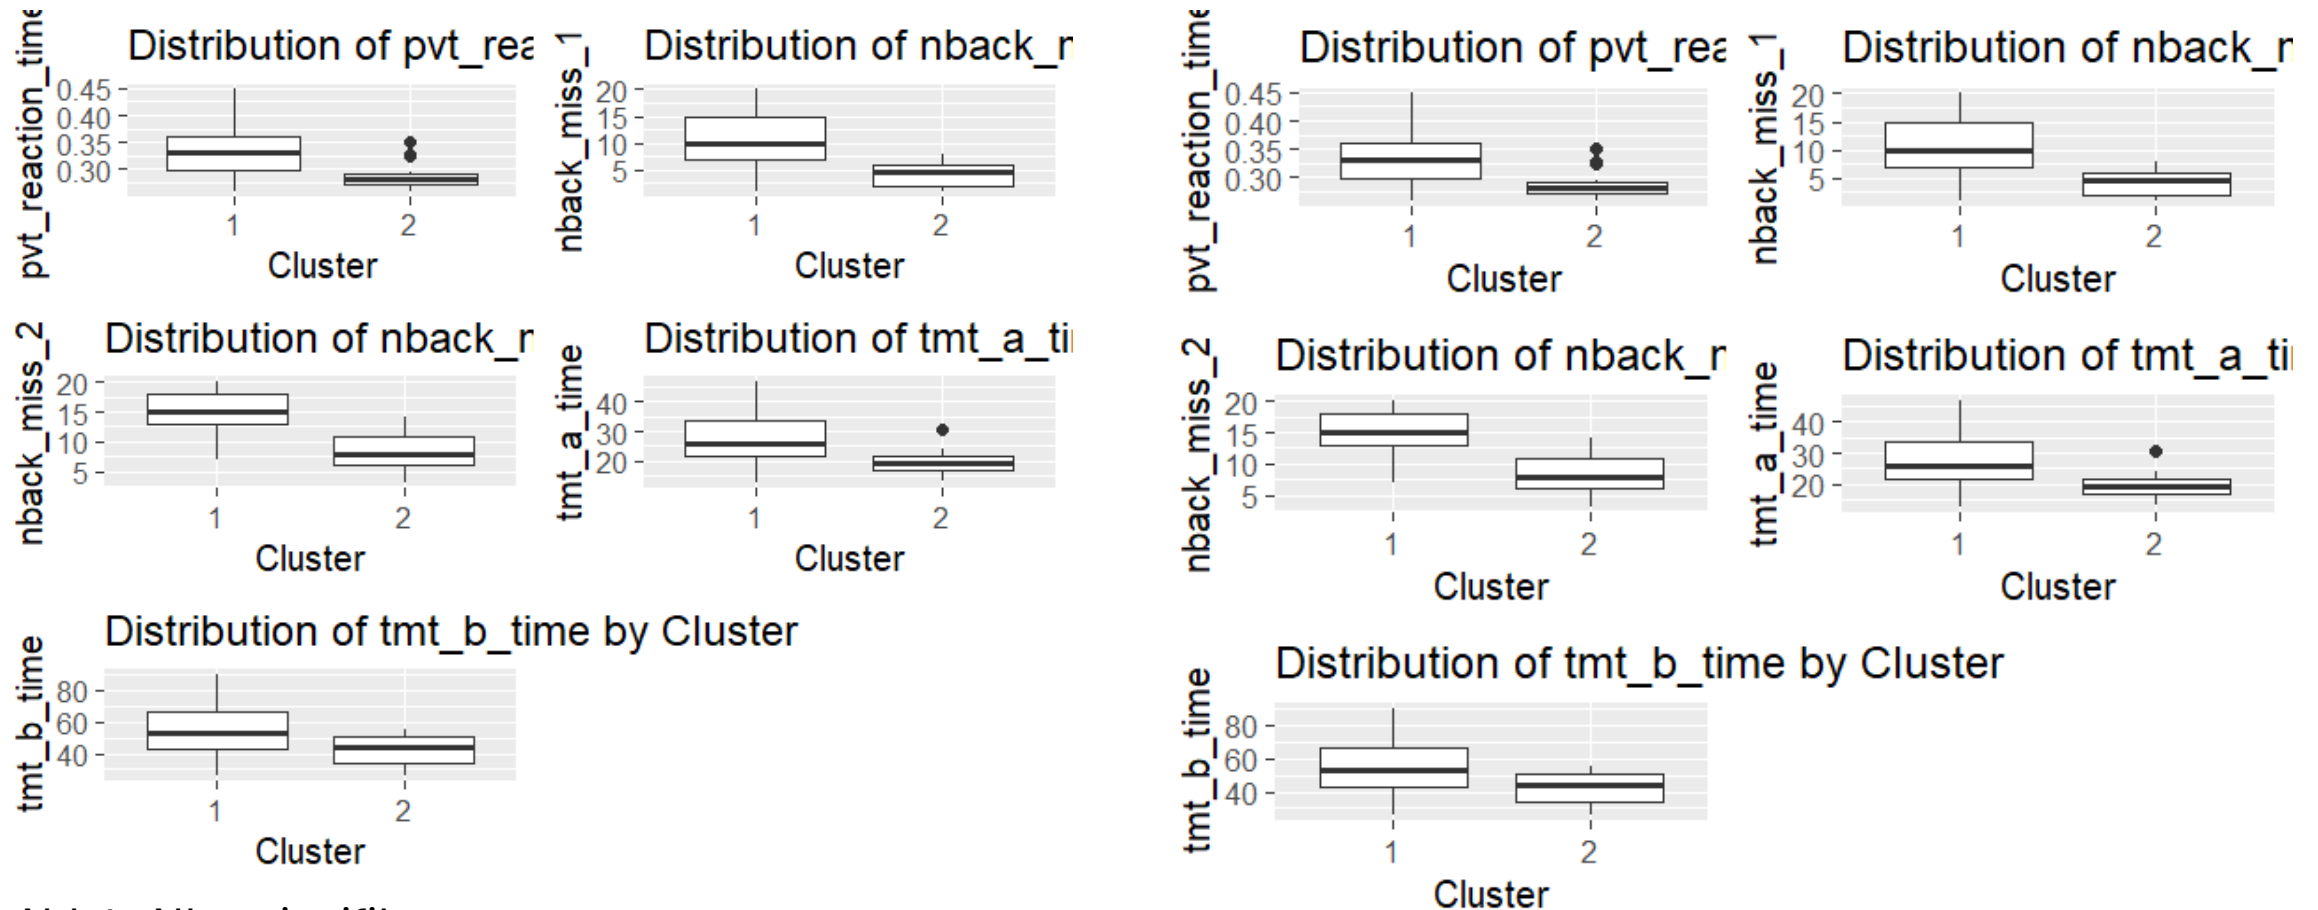 Distribution of pvt_rea
pvt_reaction_time
0.45
0.40
0.35
0.30
1
2
Cluster
Distribution of nback_n
nback_miss_1
20
15
10
5
1
2
Cluster
Distribution of nback_n
nback_miss_2
20
15
10
5
1
2
Cluster
Distribution of tmt_a_ti
tmt_a_time
40
30
20
1
2
Cluster
Distribution of tmt_b_time by Cluster
tmt_b_time
80
60
40
1
2
Cluster
Distribution of pvt_rea
pvt_reaction_time
0.45
0.40
0.35
0.30
1
2
Cluster
Distribution of nback_n
nback_miss_1
20
15
10
5
1
2
Cluster
Distribution of nback_n
nback_miss_2
20
15
10
5
1
2
Cluster
Distribution of tmt_a_ti
tmt_a_time
40
30
20
1
2
Cluster
Distribution of tmt_b_time by Cluster
tmt_b_time
80
60
40
1
2
Cluster